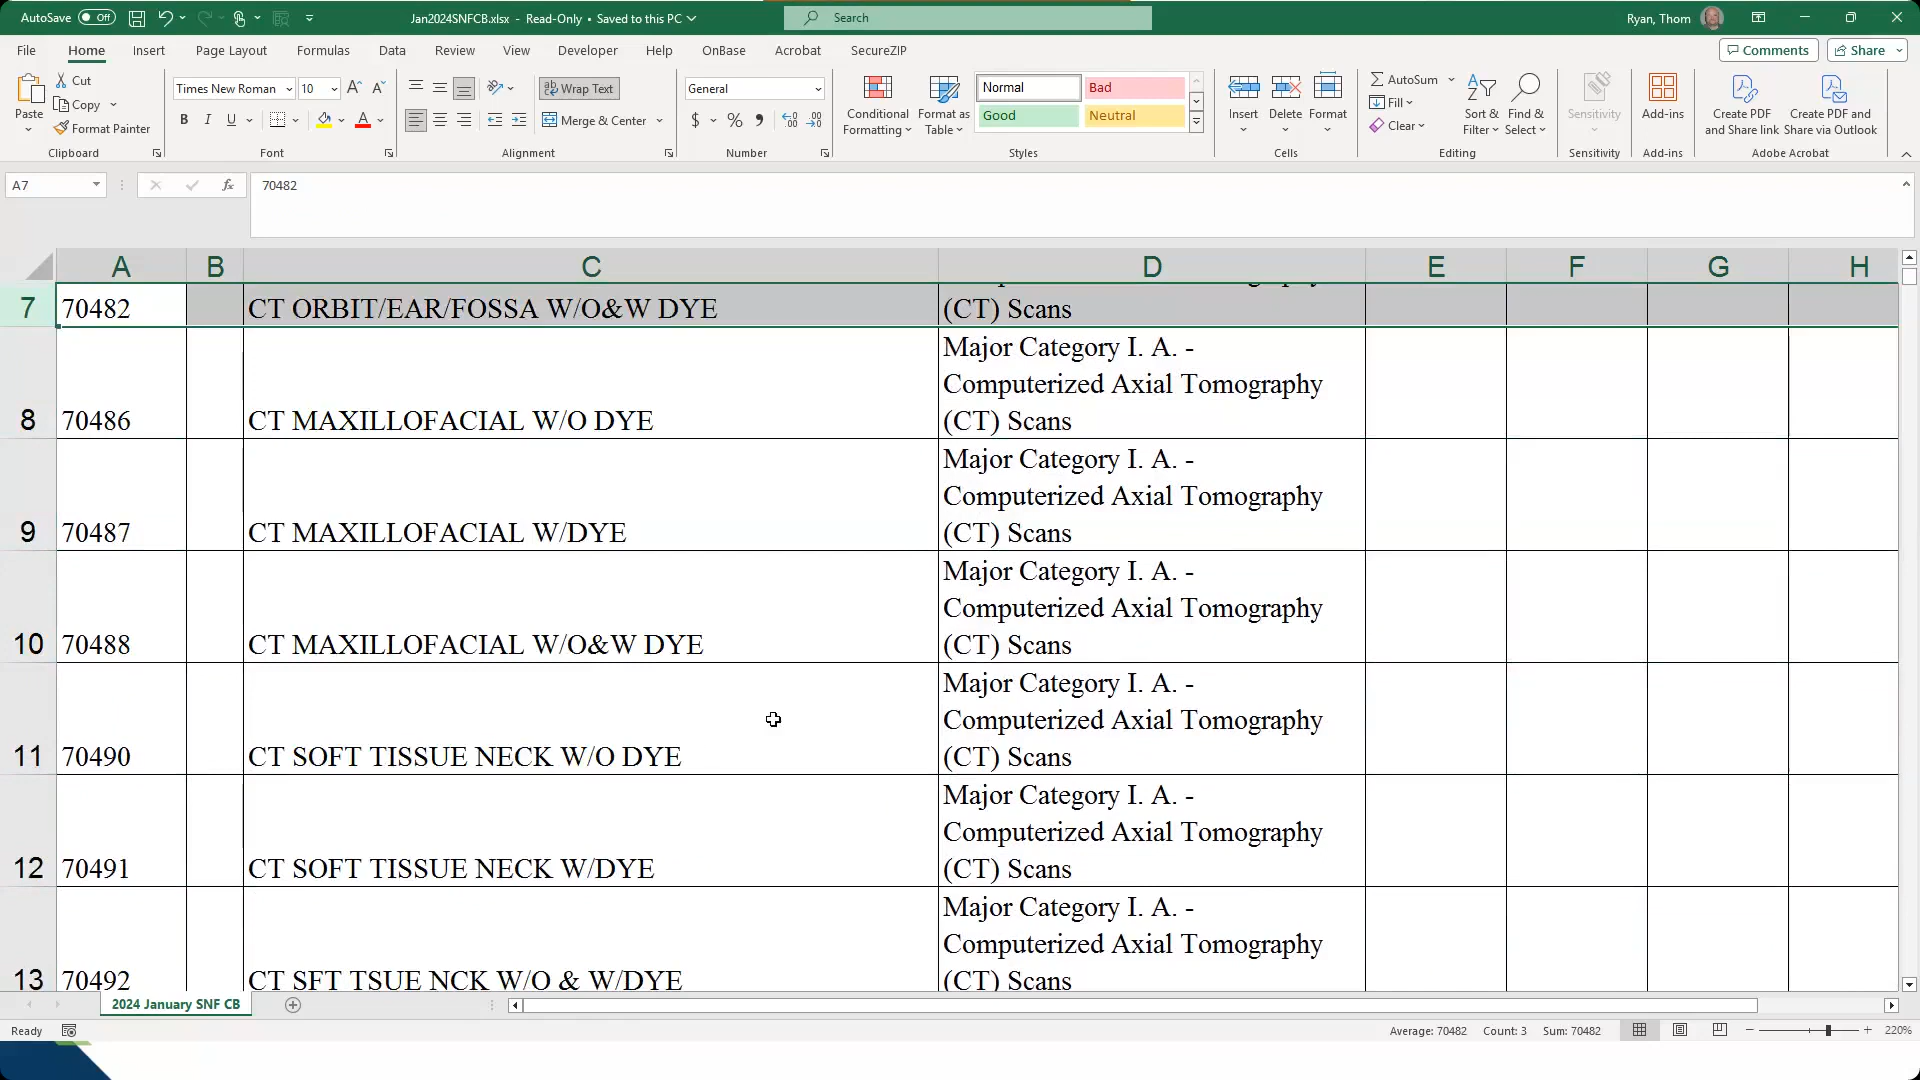 AutoSave Off Jan2024SNFCB.xlsx - Read-Only • Saved to this PC Search Ryan, Thom
File Home Insert Page Layout Formulas Data Review View Developer Help OnBase Acrobat SecureZIP Comments Share
Paste Cut Copy Format Painter
Times New Roman 10
B I U A
Wrap Text
Merge & Center
General
$ % ,
Conditional Formatting
Format as Table
Normal Bad
Good Neutral
Insert Delete Format
AutoSum
Fill
Clear
Sort & Filter
Find & Select
Sensitivity
Add-ins
Create PDF and Share link
Create PDF and Share via Outlook
Clipboard Font Alignment Number Styles Cells Editing Sensitivity Add-ins Adobe Acrobat
A7 fx 70482
A B C D E F G H
7 70482 CT ORBIT/EAR/FOSSA W/O&W DYE (CT) Scans
Major Category I. A. -
Computerized Axial Tomography
8 70486 CT MAXILLOFACIAL W/O DYE (CT) Scans
Major Category I. A. -
Computerized Axial Tomography
9 70487 CT MAXILLOFACIAL W/DYE (CT) Scans
Major Category I. A. -
Computerized Axial Tomography
10 70488 CT MAXILLOFACIAL W/O&W DYE (CT) Scans
Major Category I. A. -
Computerized Axial Tomography
11 70490 CT SOFT TISSUE NECK W/O DYE (CT) Scans
Major Category I. A. -
Computerized Axial Tomography
12 70491 CT SOFT TISSUE NECK W/DYE (CT) Scans
Major Category I. A. -
Computerized Axial Tomography
13 70492 CT SFT TSUE NCK W/O & W/DYE (CT) Scans
2024 January SNF CB
Ready Average: 70482 Count: 3 Sum: 70482 220%